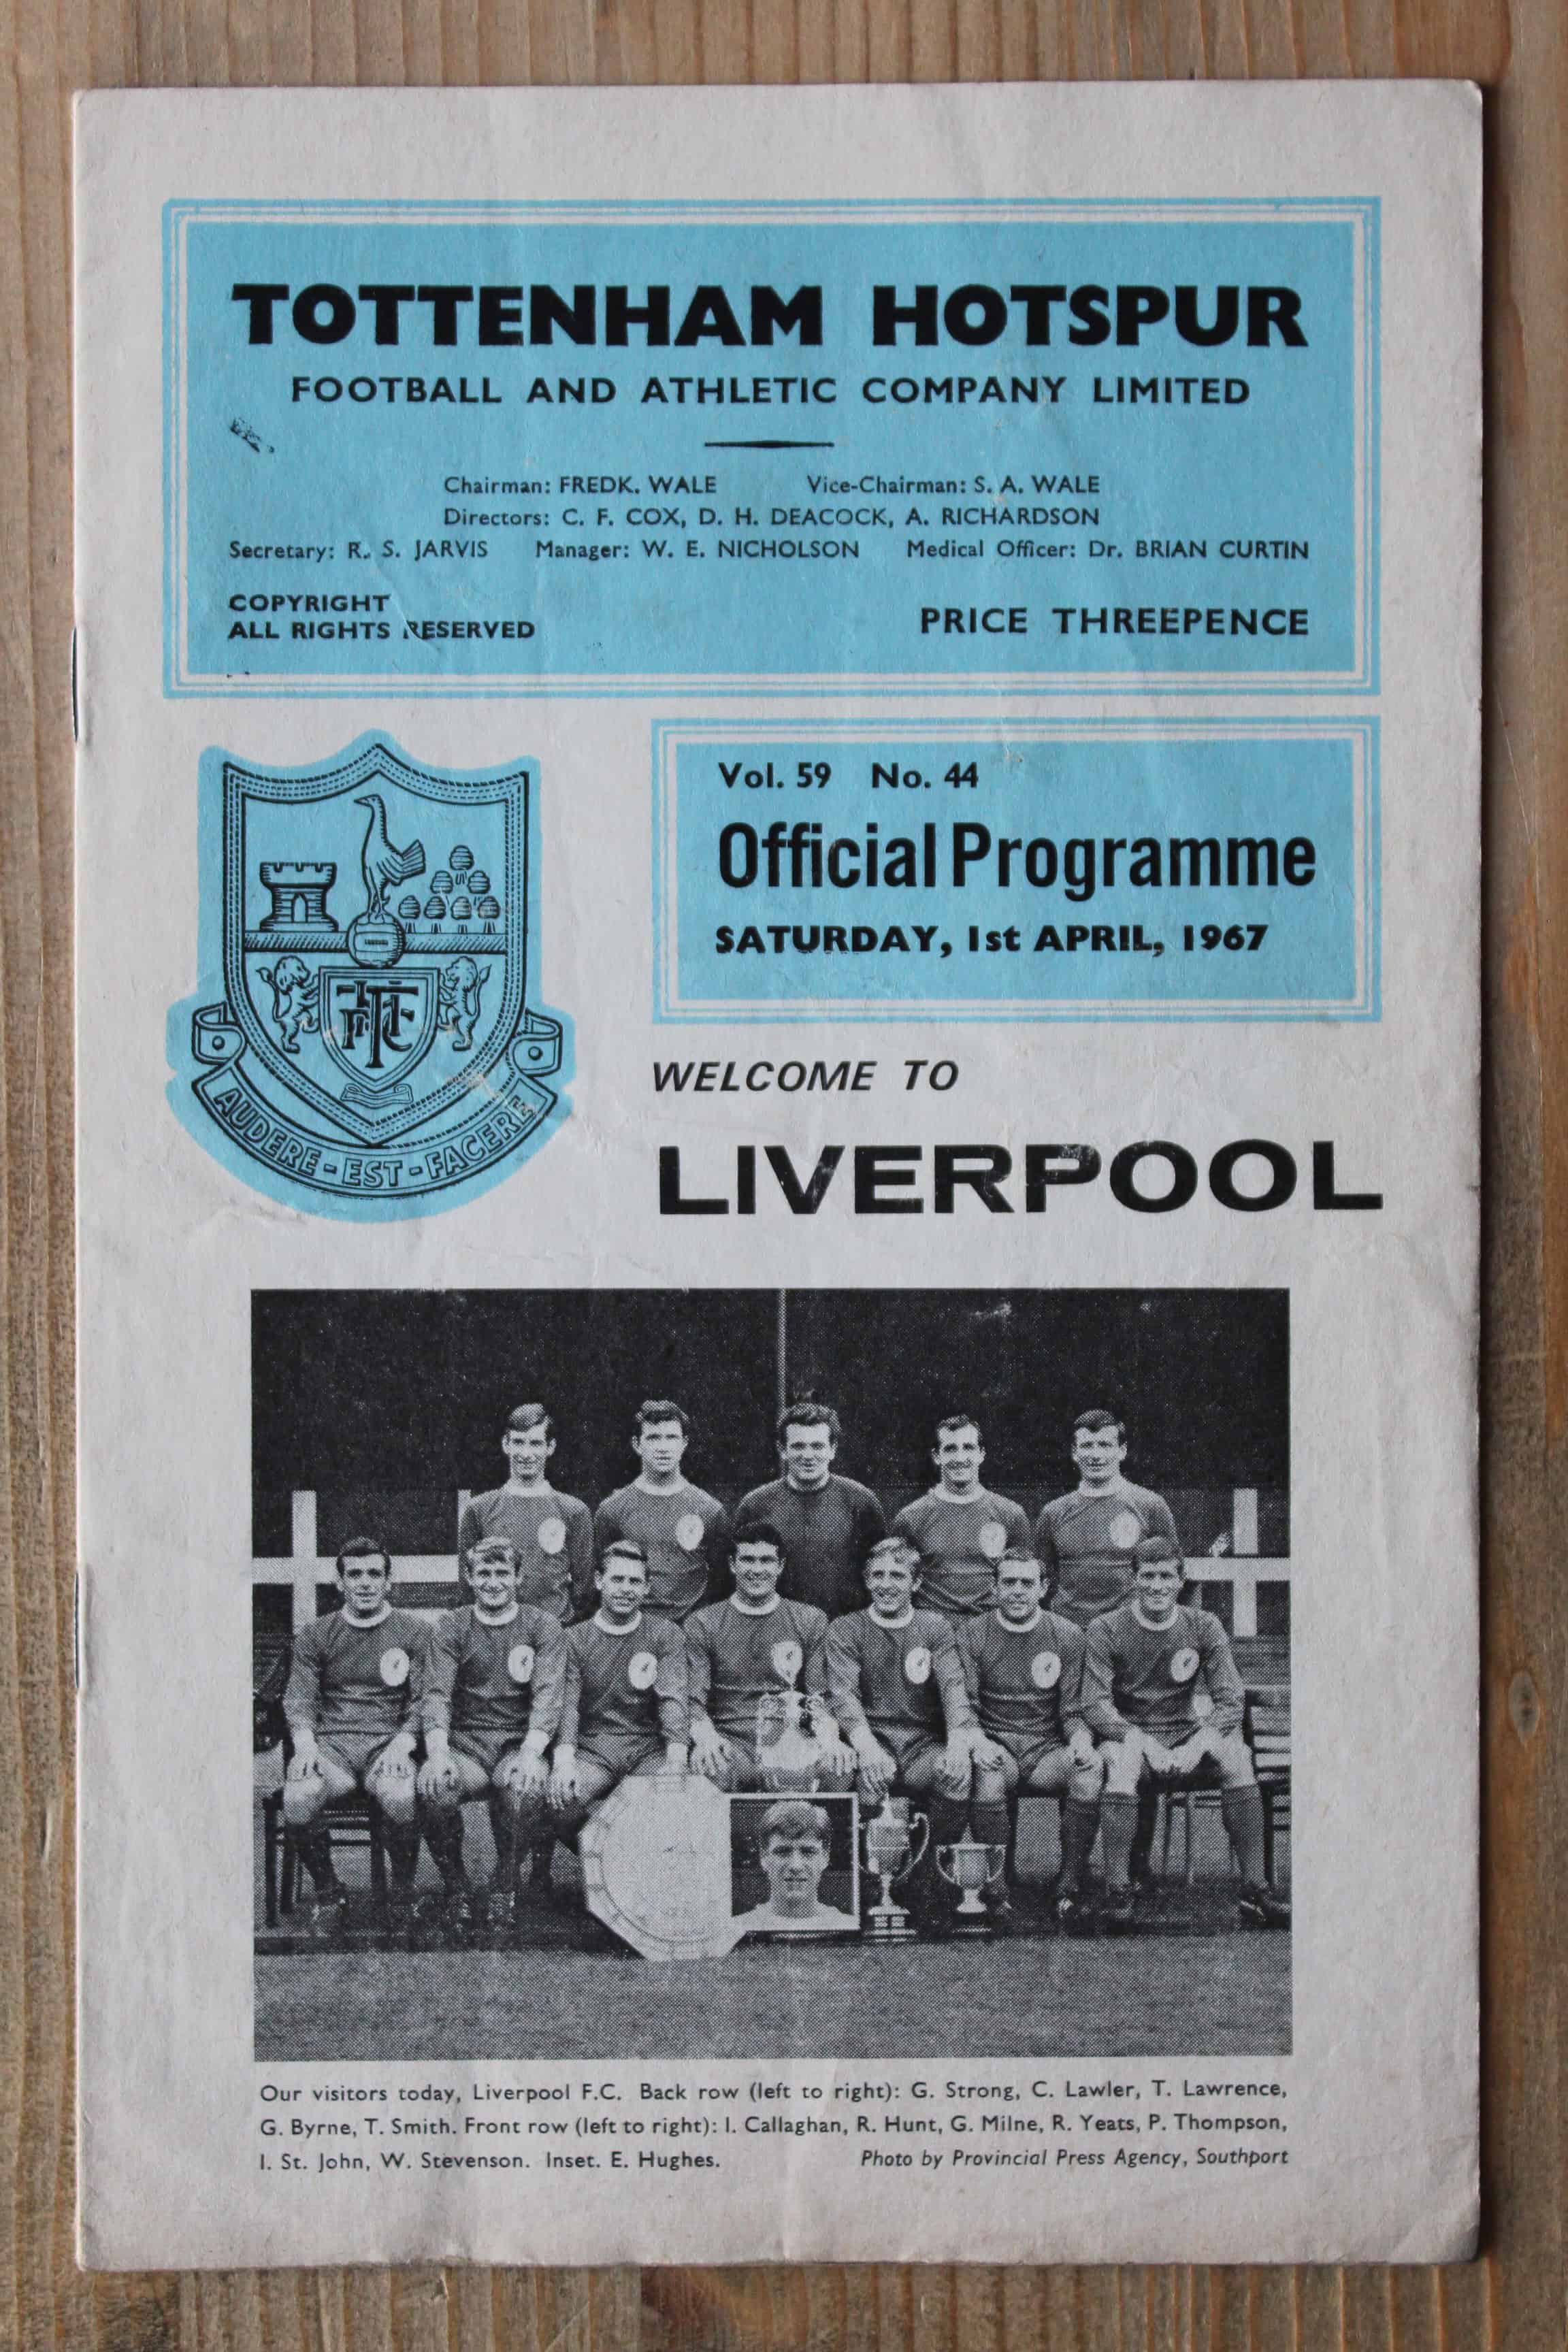 TOTTENHAM HOTSPUR
FOOTBALL AND ATHLETIC COMPANY LIMITED
Chairman: FREDK. WALE Vice-Chairman: S. A. WALE
Directors: C. F. COX, D. H. DEACOCK, A. RICHARDSON
Secretary: R. S. JARVIS Manager: W. E. NICHOLSON Medical Officer: Dr. BRIAN CURTIN
COPYRIGHT
ALL RIGHTS RESERVED
PRICE THREEPENCE
Vol. 59 No. 44
Official Programme
SATURDAY, 1st APRIL, 1967
AUDERE-EST-FACERE
WELCOME TO
LIVERPOOL
Our visitors today, Liverpool F.C. Back row (left to right): G. Strong, C. Lawler, T. Lawrence,
G. Byrne, T. Smith. Front row (left to right): I. Callaghan, R. Hunt, G. Milne, R. Yeats, P. Thompson,
I. St. John, W. Stevenson. Inset. E. Hughes. Photo by Provincial Press Agency, Southport